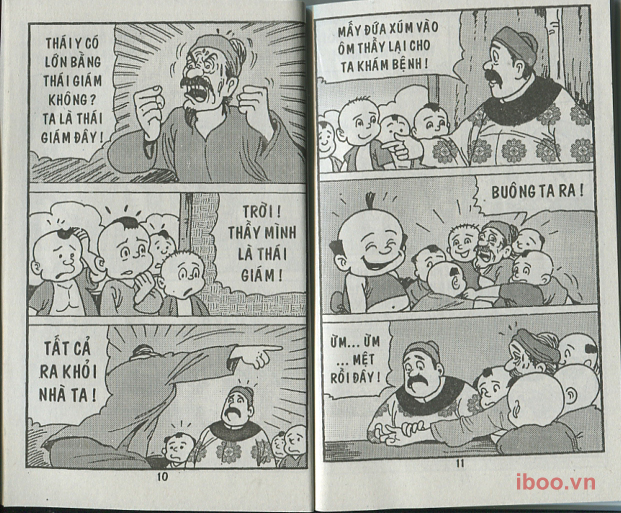 THÁI Y CÓ
LỚN BẰNG
THÁI GIÁM
KHÔNG?
TA LÀ THÁI
GIÁM ĐÂY!
TRỜI!
THẦY MÌNH
LÀ THÁI
GIÁM!
TẤT CẢ
RA KHỎI
NHÀ TA!
10
MẤY ĐỨA XÚM VÀO
ÔM THẦY LẠI CHO
TA KHÁM BỆNH!
BUÔNG TA RA!
ỪM... ỪM
... MỆT
RỒI ĐÂY!
11
iboo.vn